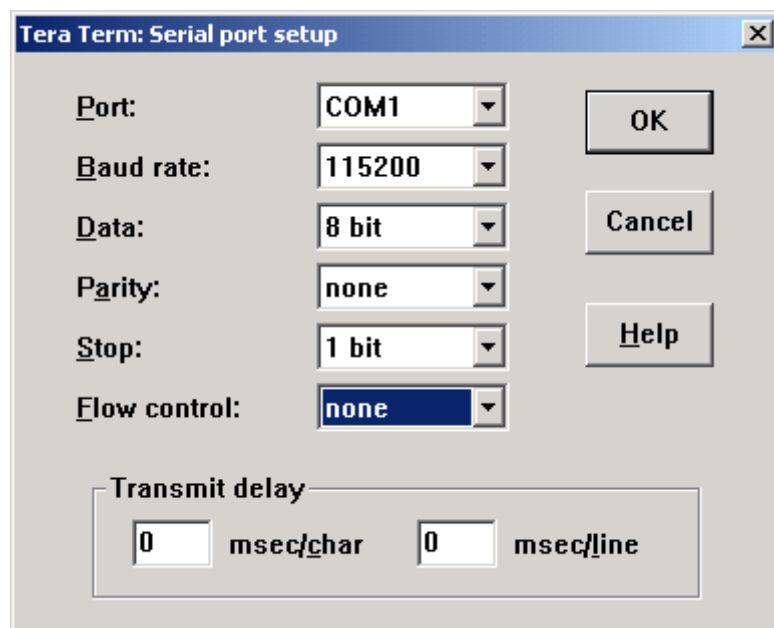 Tera Term: Serial port setup
Port: COM1
Baud rate: 115200
Data: 8 bit
Parity: none
Stop: 1 bit
Flow control: none
OK
Cancel
Help
Transmit delay
0 msec/char 0 msec/line